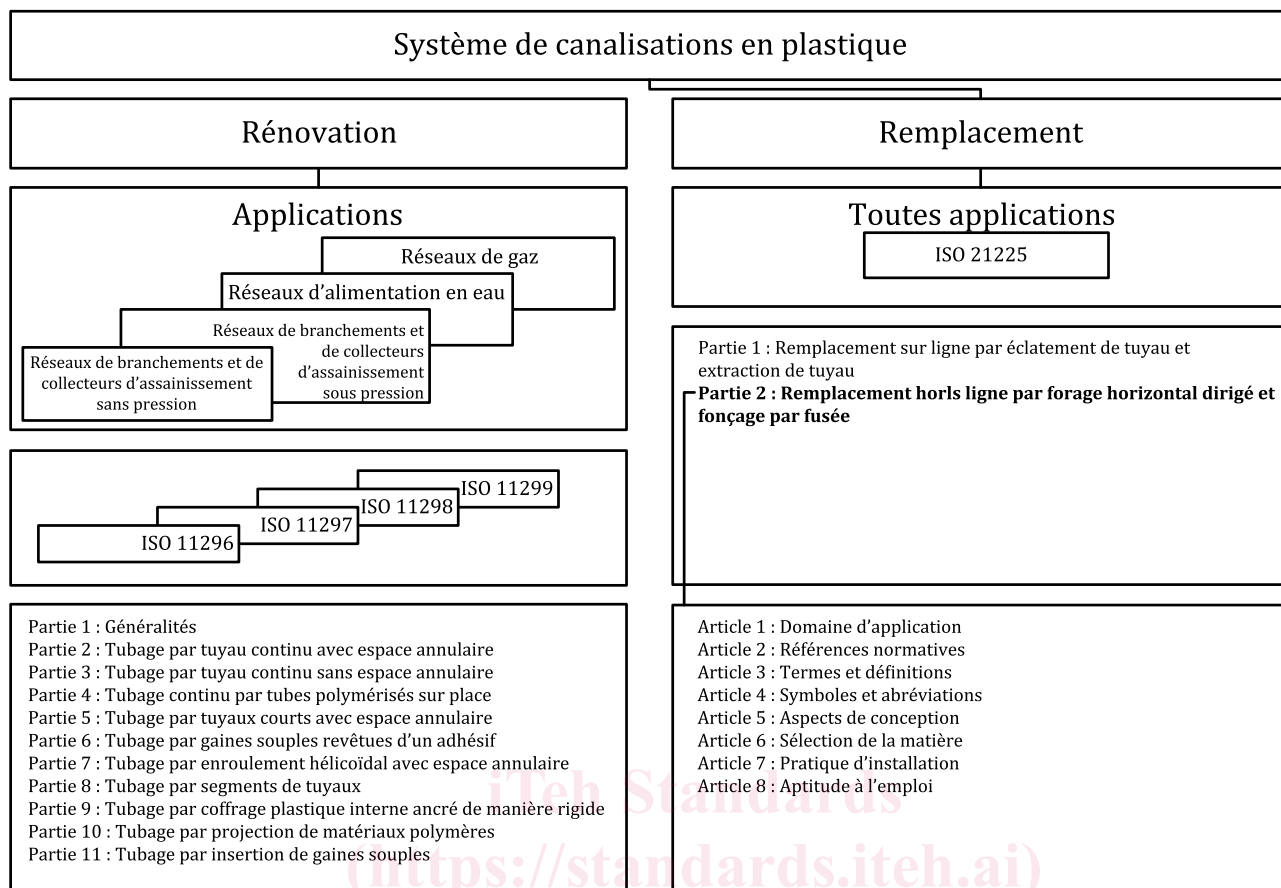 Système de canalisations en plastique
Rénovation
Remplacement
Applications
Réseaux de gaz
Réseaux d'alimentation en eau
Réseaux de branchements et
de collecteurs
d'assainissement
sous pression
Réseaux de branchements et de
collecteurs d'assainissement
sans pression
Toutes applications
ISO 21225
Partie 1 : Remplacement sur ligne par éclatement de tuyau et
extraction de tuyau
Partie 2 : Remplacement horls ligne par forage horizontal dirigé et
fonçage par fusée
ISO 11299
ISO 11298
ISO 11297
ISO 11296
Partie 1 : Généralités
Partie 2 : Tubage par tuyau continu avec espace annulaire
Partie 3 : Tubage par tuyau continu sans espace annulaire
Partie 4 : Tubage continu par tubes polymérisés sur place
Partie 5 : Tubage par tuyaux courts avec espace annulaire
Partie 6 : Tubage par gaines souples revêtues d'un adhésif
Partie 7 : Tubage par enroulement hélicoïdal avec espace annulaire
Partie 8 : Tubage par segments de tuyaux
Partie 9 : Tubage par coffrage plastique interne ancré de manière rigide
Partie 10 : Tubage par projection de matériaux polymères
Partie 11 : Tubage par insertion de gaines souples
Article 1 : Domaine d'application
Article 2 : Références normatives
Article 3 : Termes et définitions
Article 4 : Symboles et abréviations
Article 5 : Aspects de conception
Article 6 : Sélection de la matière
Article 7 : Pratique d'installation
Article 8 : Aptitude à l'emploi
iTeh Standards
(https://standards.iteh.ai)